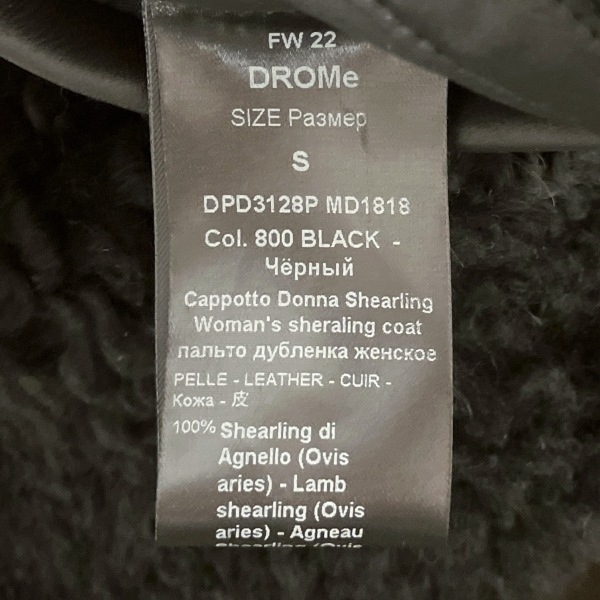 FW 22
DROMe
SIZE Размер
S
DPD3128P MD1818
Col. 800 BLACK -
Чёрный
Cappotto Donna Shearling
Woman's sheraling coat
пальто дубленка женское
PELLE - LEATHER - CUIR -
Кожа - 皮
100% Shearling di
Agnello (Ovis
aries) - Lamb
shearling (Ovis
aries) - Agneau